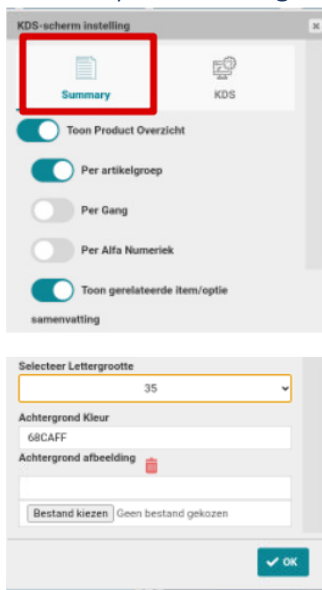 KDS-scherm instelling
Summary KDS
Toon Product Overzicht
Per artikelgroep
Per Gang
Per Alfa Numeriek
Toon gerelateerde item/optie
samenvatting
Selecteer Lettergrootte
35
Achtergrond Kleur
68CAFF
Achtergrond afbeelding
Bestand kiezen Geen bestand gekozen
OK